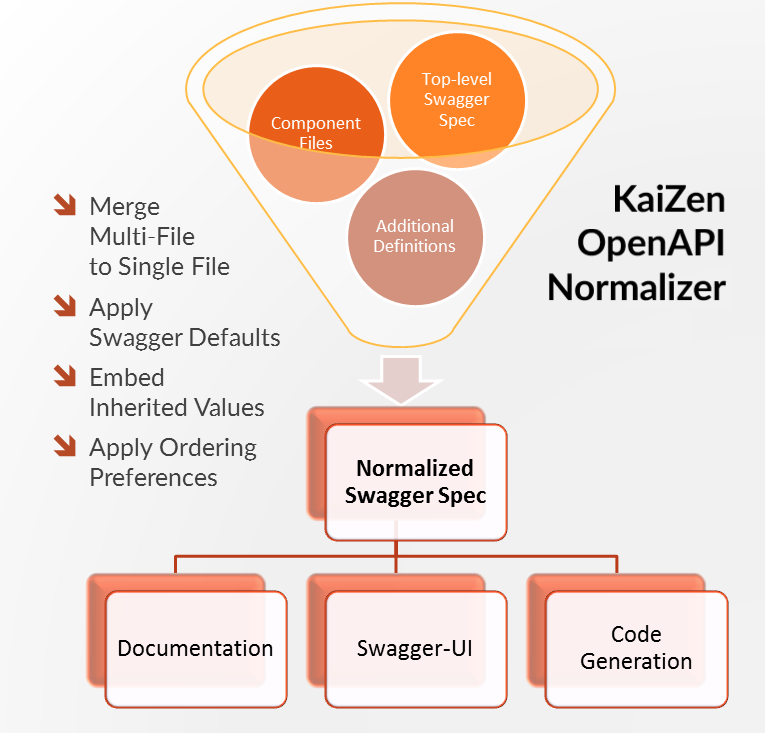 Top-level
Swagger
Spec
Component
Files
Additional
Definitions
KaiZen
OpenAPI
Normalizer
Merge
Multi-File
to Single File
Apply
Swagger Defaults
Embed
Inherited Values
Apply Ordering
Preferences
Normalized
Swagger Spec
Documentation
Swagger-UI
Code
Generation